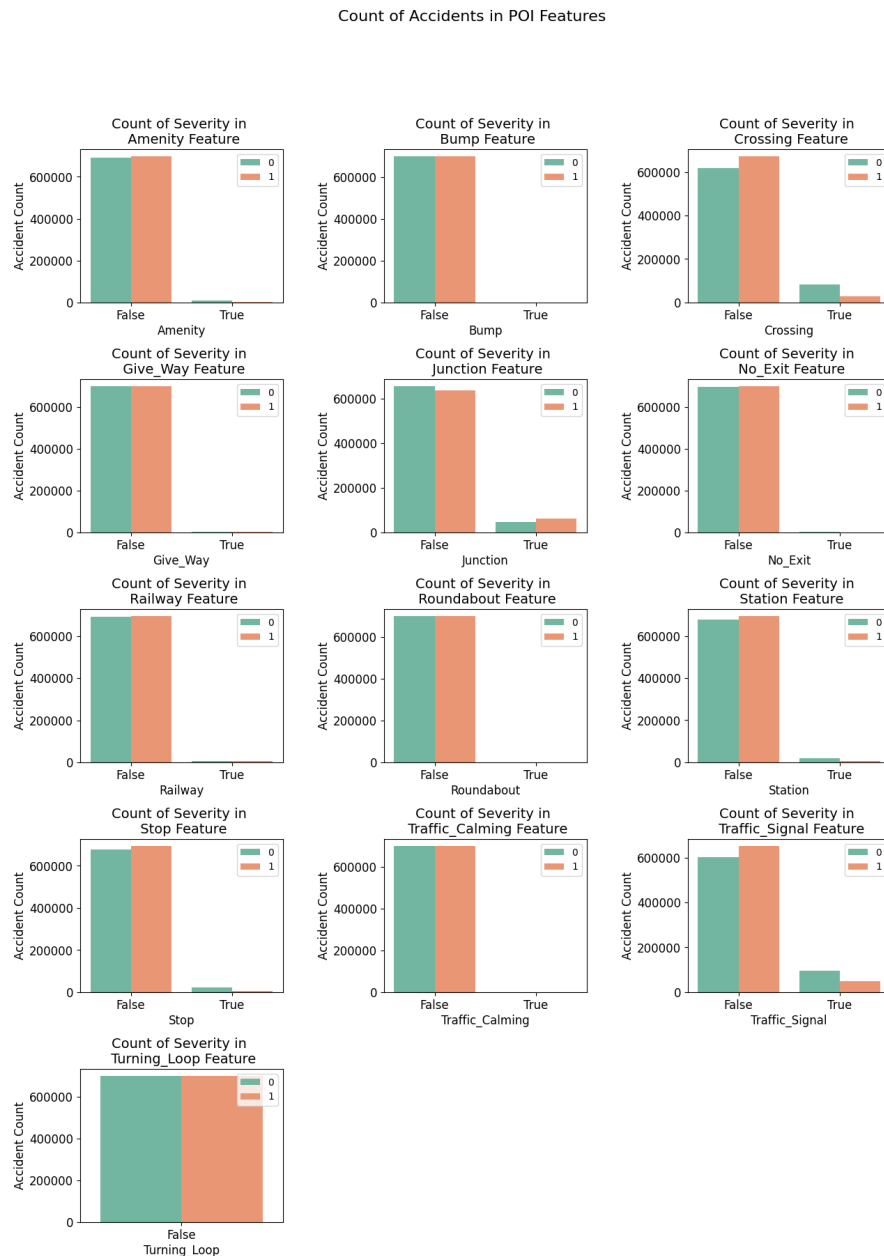 Count of Accidents in POI Features
Count of Severity in
Amenity Feature
Accident Count
600000
400000
200000
0
0
1
False
True
Amenity
Count of Severity in
Bump Feature
Accident Count
600000
400000
200000
0
0
1
False
True
Bump
Count of Severity in
Crossing Feature
Accident Count
600000
400000
200000
0
0
1
False
True
Crossing
Count of Severity in
Give_Way Feature
Accident Count
600000
400000
200000
0
0
1
False
True
Give_Way
Count of Severity in
Junction Feature
Accident Count
600000
400000
200000
0
0
1
False
True
Junction
Count of Severity in
No_Exit Feature
Accident Count
600000
400000
200000
0
0
1
False
True
No_Exit
Count of Severity in
Railway Feature
Accident Count
600000
400000
200000
0
0
1
False
True
Railway
Count of Severity in
Roundabout Feature
Accident Count
600000
400000
200000
0
0
1
False
True
Roundabout
Count of Severity in
Station Feature
Accident Count
600000
400000
200000
0
0
1
False
True
Station
Count of Severity in
Stop Feature
Accident Count
600000
400000
200000
0
0
1
False
True
Stop
Count of Severity in
Traffic_Calming Feature
Accident Count
600000
400000
200000
0
0
1
False
True
Traffic_Calming
Count of Severity in
Traffic_Signal Feature
Accident Count
600000
400000
200000
0
0
1
False
True
Traffic_Signal
Count of Severity in
Turning_Loop Feature
Accident Count
600000
400000
200000
0
0
1
False
Turning_Loop